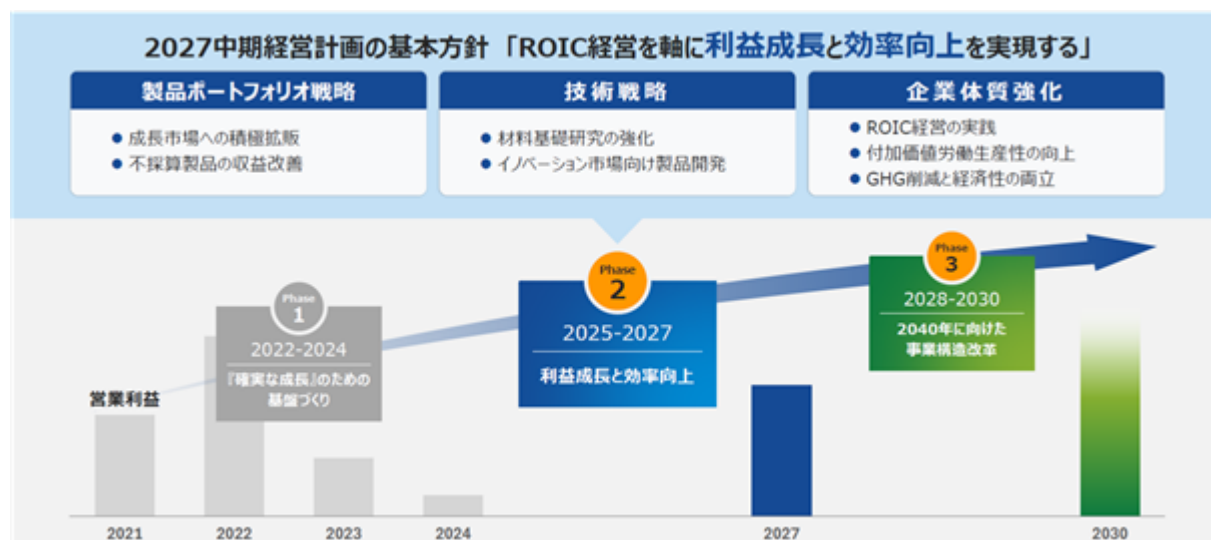 2027中期経営計画の基本方針 「ROIC経営を軸に利益成長と効率向上を実現する」
製品ポートフォリオ戦略
● 成長市場への積極拡販
● 不採算製品の収益改善
技術戦略
● 材料基礎研究の強化
● イノベーション市場向け製品開発
企業体質強化
● ROIC経営の実践
● 付加価値労働生産性の向上
● GHG削減と経済性の両立
Phase
1
2022-2024
『確実な成長』のための
基盤づくり
Phase
2
2025-2027
利益成長と効率向上
Phase
3
2028-2030
2040年に向けた
事業構造改革
営業利益
2021
2022
2023
2024
2027
2030